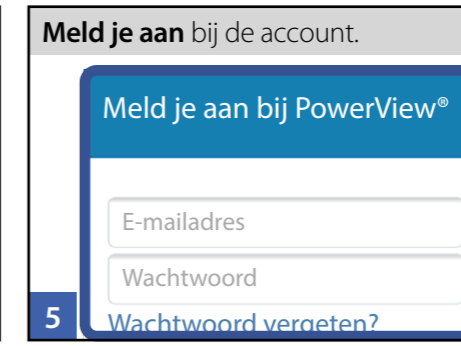 Meld je aan bij de account.
Meld je aan bij PowerView®
E-mailadres
Wachtwoord
5
Wachtwoord vergeten?